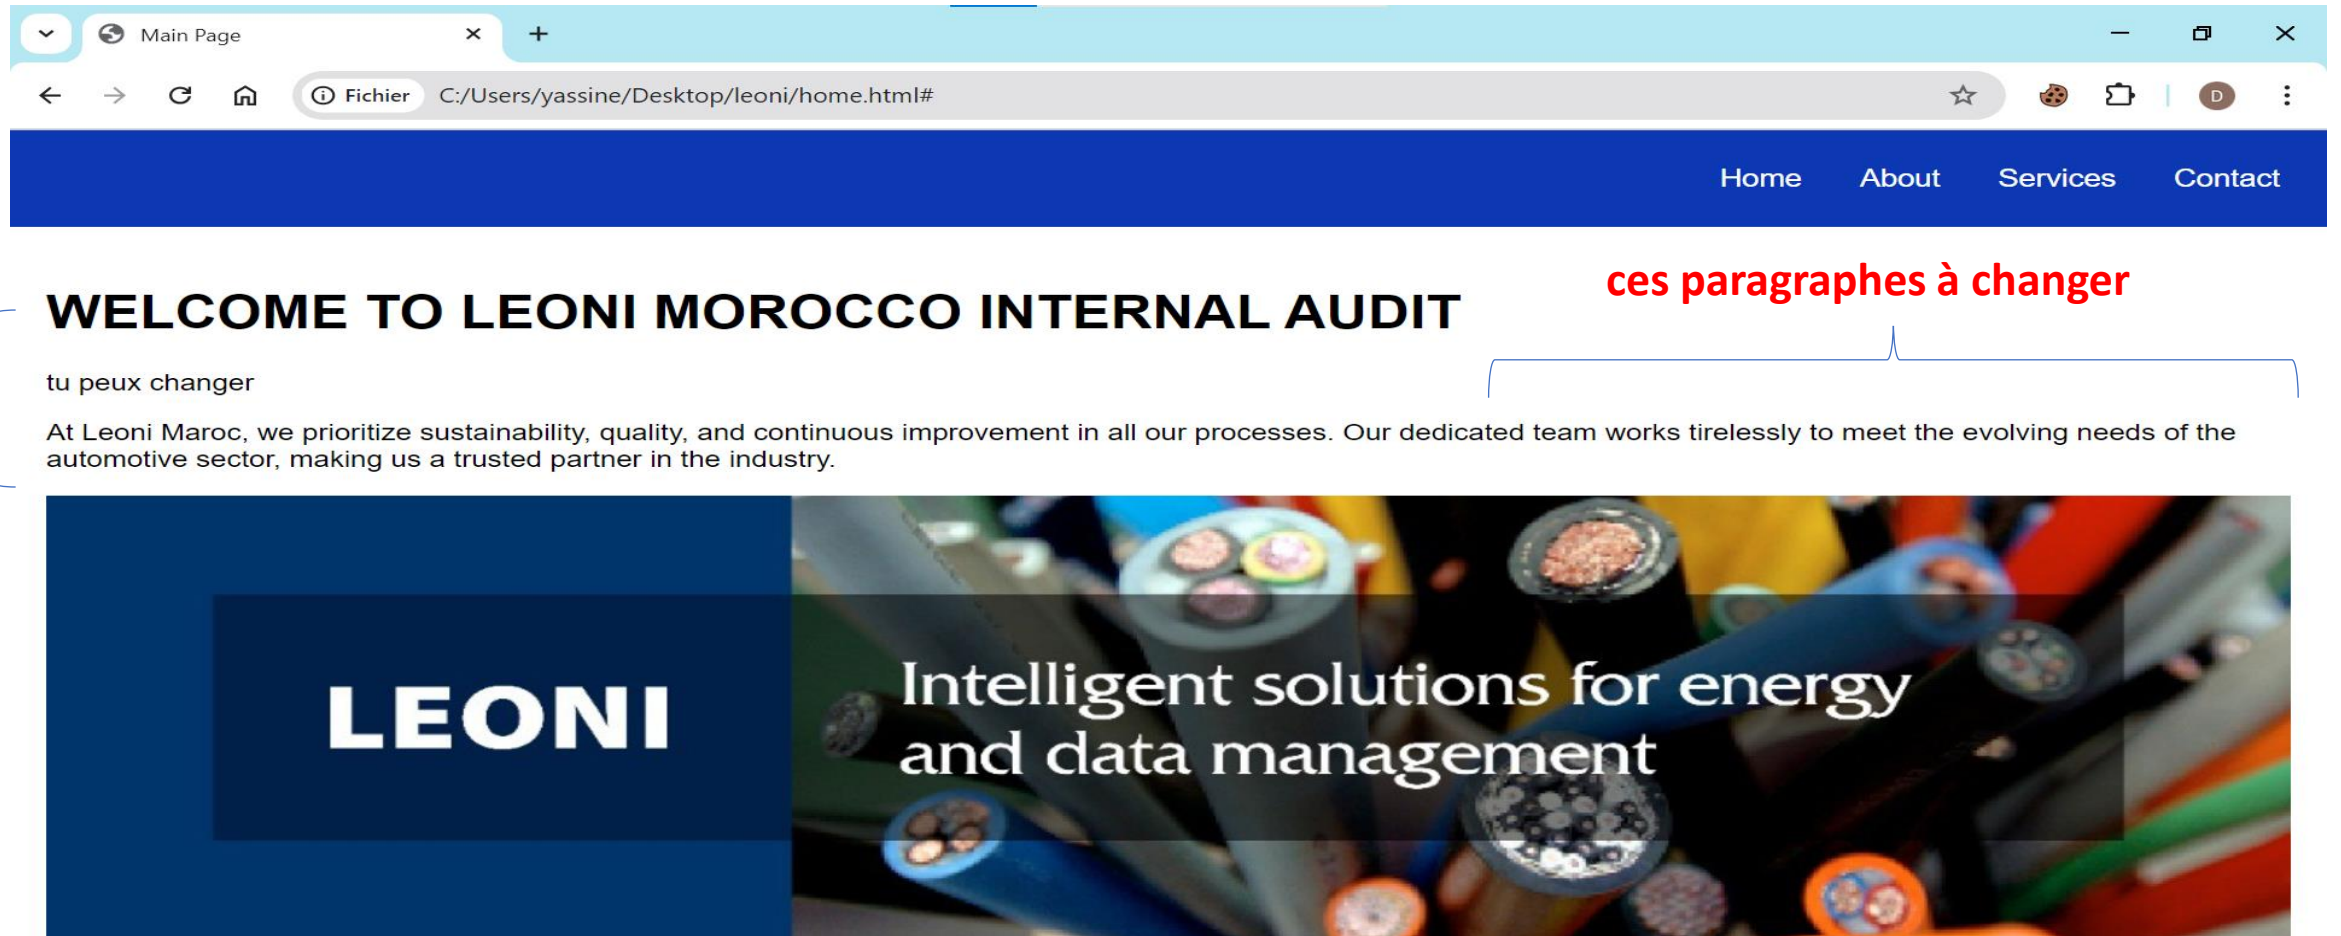 Main Page
Fichier C:/Users/yassine/Desktop/leoni/home.html#
D
Home About Services Contact
ces paragraphes à changer
WELCOME TO LEONI MOROCCO INTERNAL AUDIT
tu peux changer
At Leoni Maroc, we prioritize sustainability, quality, and continuous improvement in all our processes. Our dedicated team works tirelessly to meet the evolving needs of the
automotive sector, making us a trusted partner in the industry.
LEONI
Intelligent solutions for energy
and data management